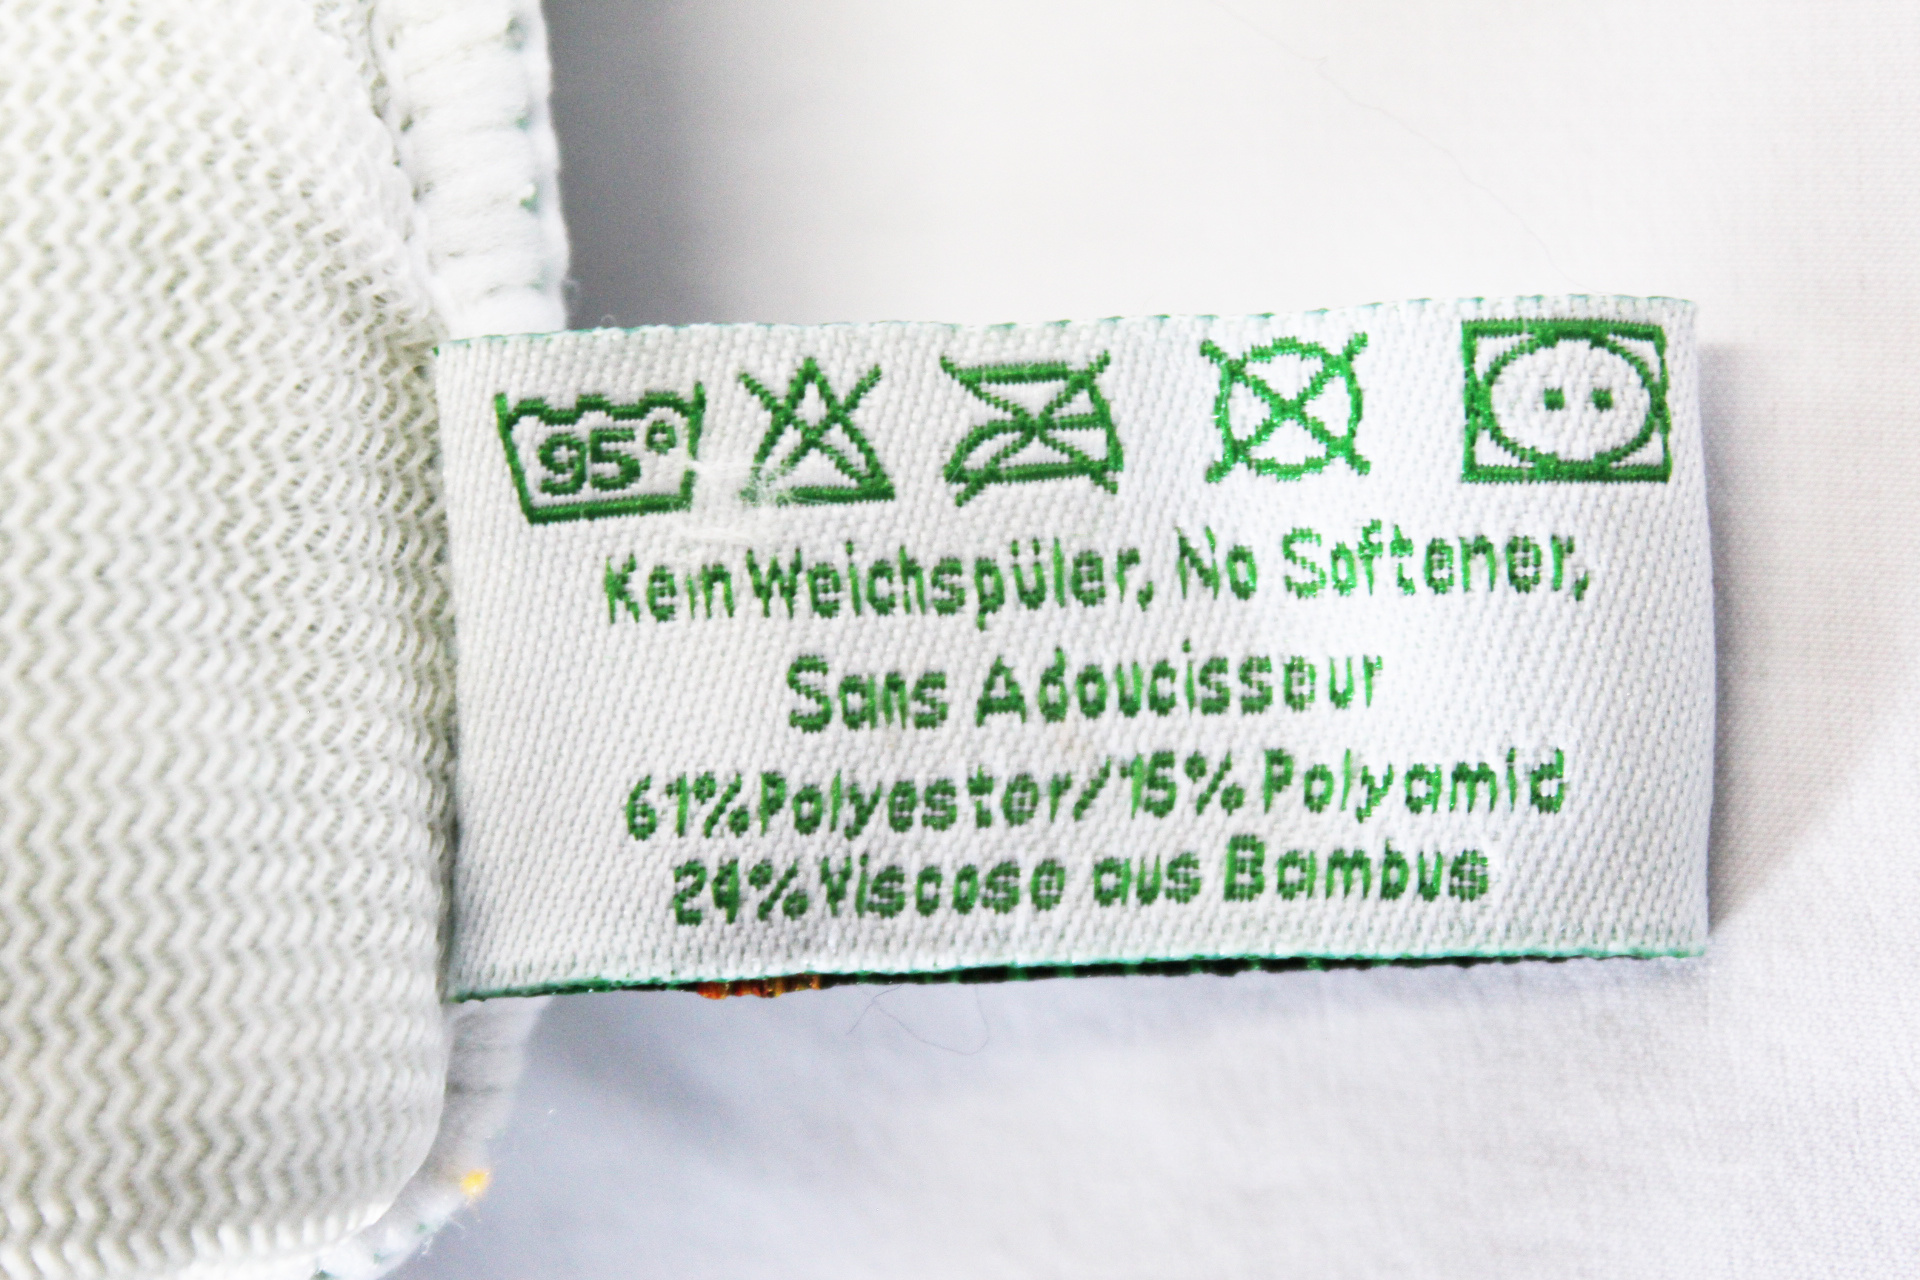 95°
Kein Weichspüler, No Softener,
Sans Adoucisseur
61% Polyester/15% Polyamid
24% Viscose aus Bambus